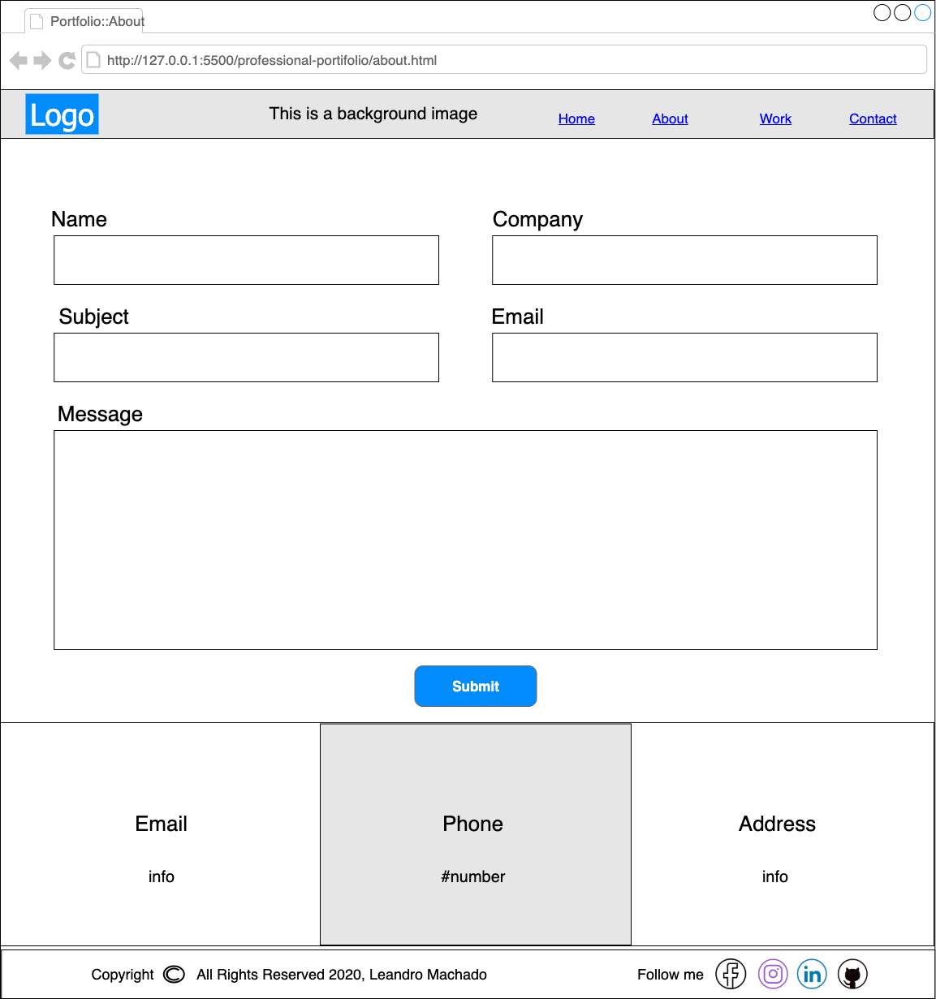 Portfolio::About
http://127.0.0.1:5500/professional-portifolio/about.html
Logo
This is a background image
Home About Work Contact
Name Company
Subject Email
Message
Submit
Email Phone Address
info #number info
Copyright © All Rights Reserved 2020, Leandro Machado Follow me